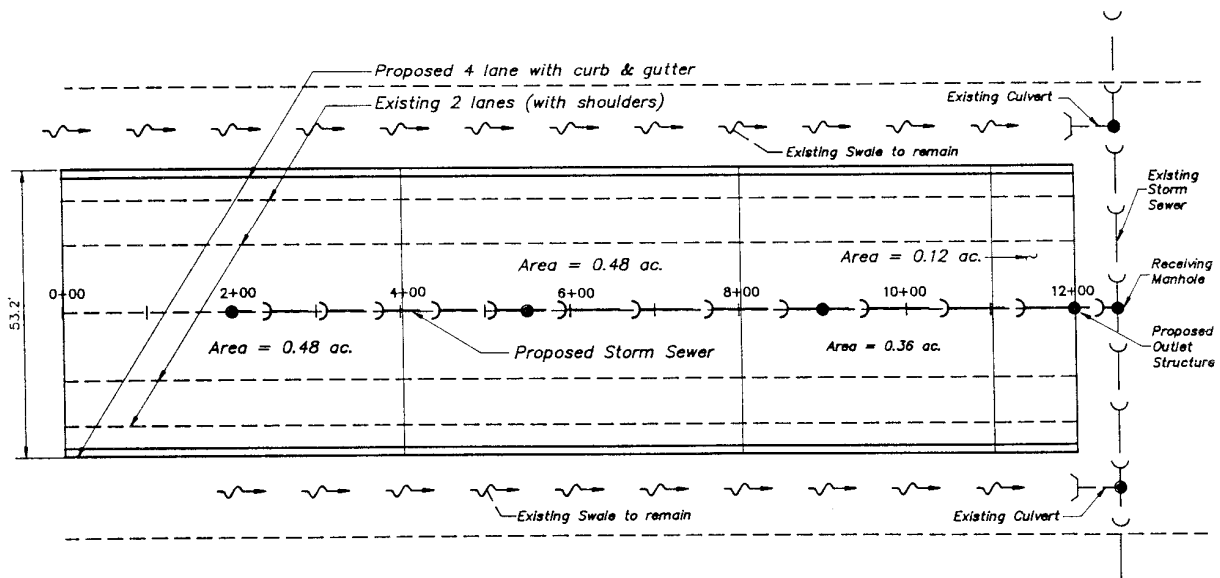 Proposed 4 lane with curb & gutter
Existing 2 lanes (with shoulders)
Existing Culvert
Existing Swale to remain
Existing
Storm
Sewer
Area = 0.48 ac.
Area = 0.12 ac.
Receiving
Manhole
53.2'
0+00
2+00
4+00
6+00
8+00
10+00
12+00
Area = 0.48 ac.
Proposed Storm Sewer
Area = 0.36 ac.
Proposed
Outlet
Structure
Existing Swale to remain
Existing Culvert